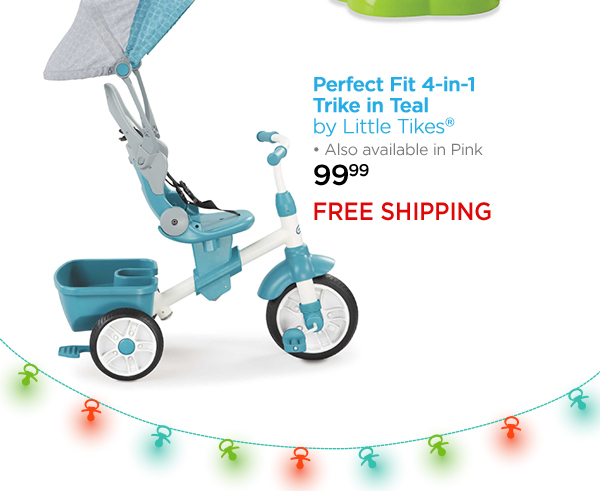 Perfect Fit 4-in-1
Trike in Teal
by Little Tikes®
• Also available in Pink
99⁹⁹
FREE SHIPPING